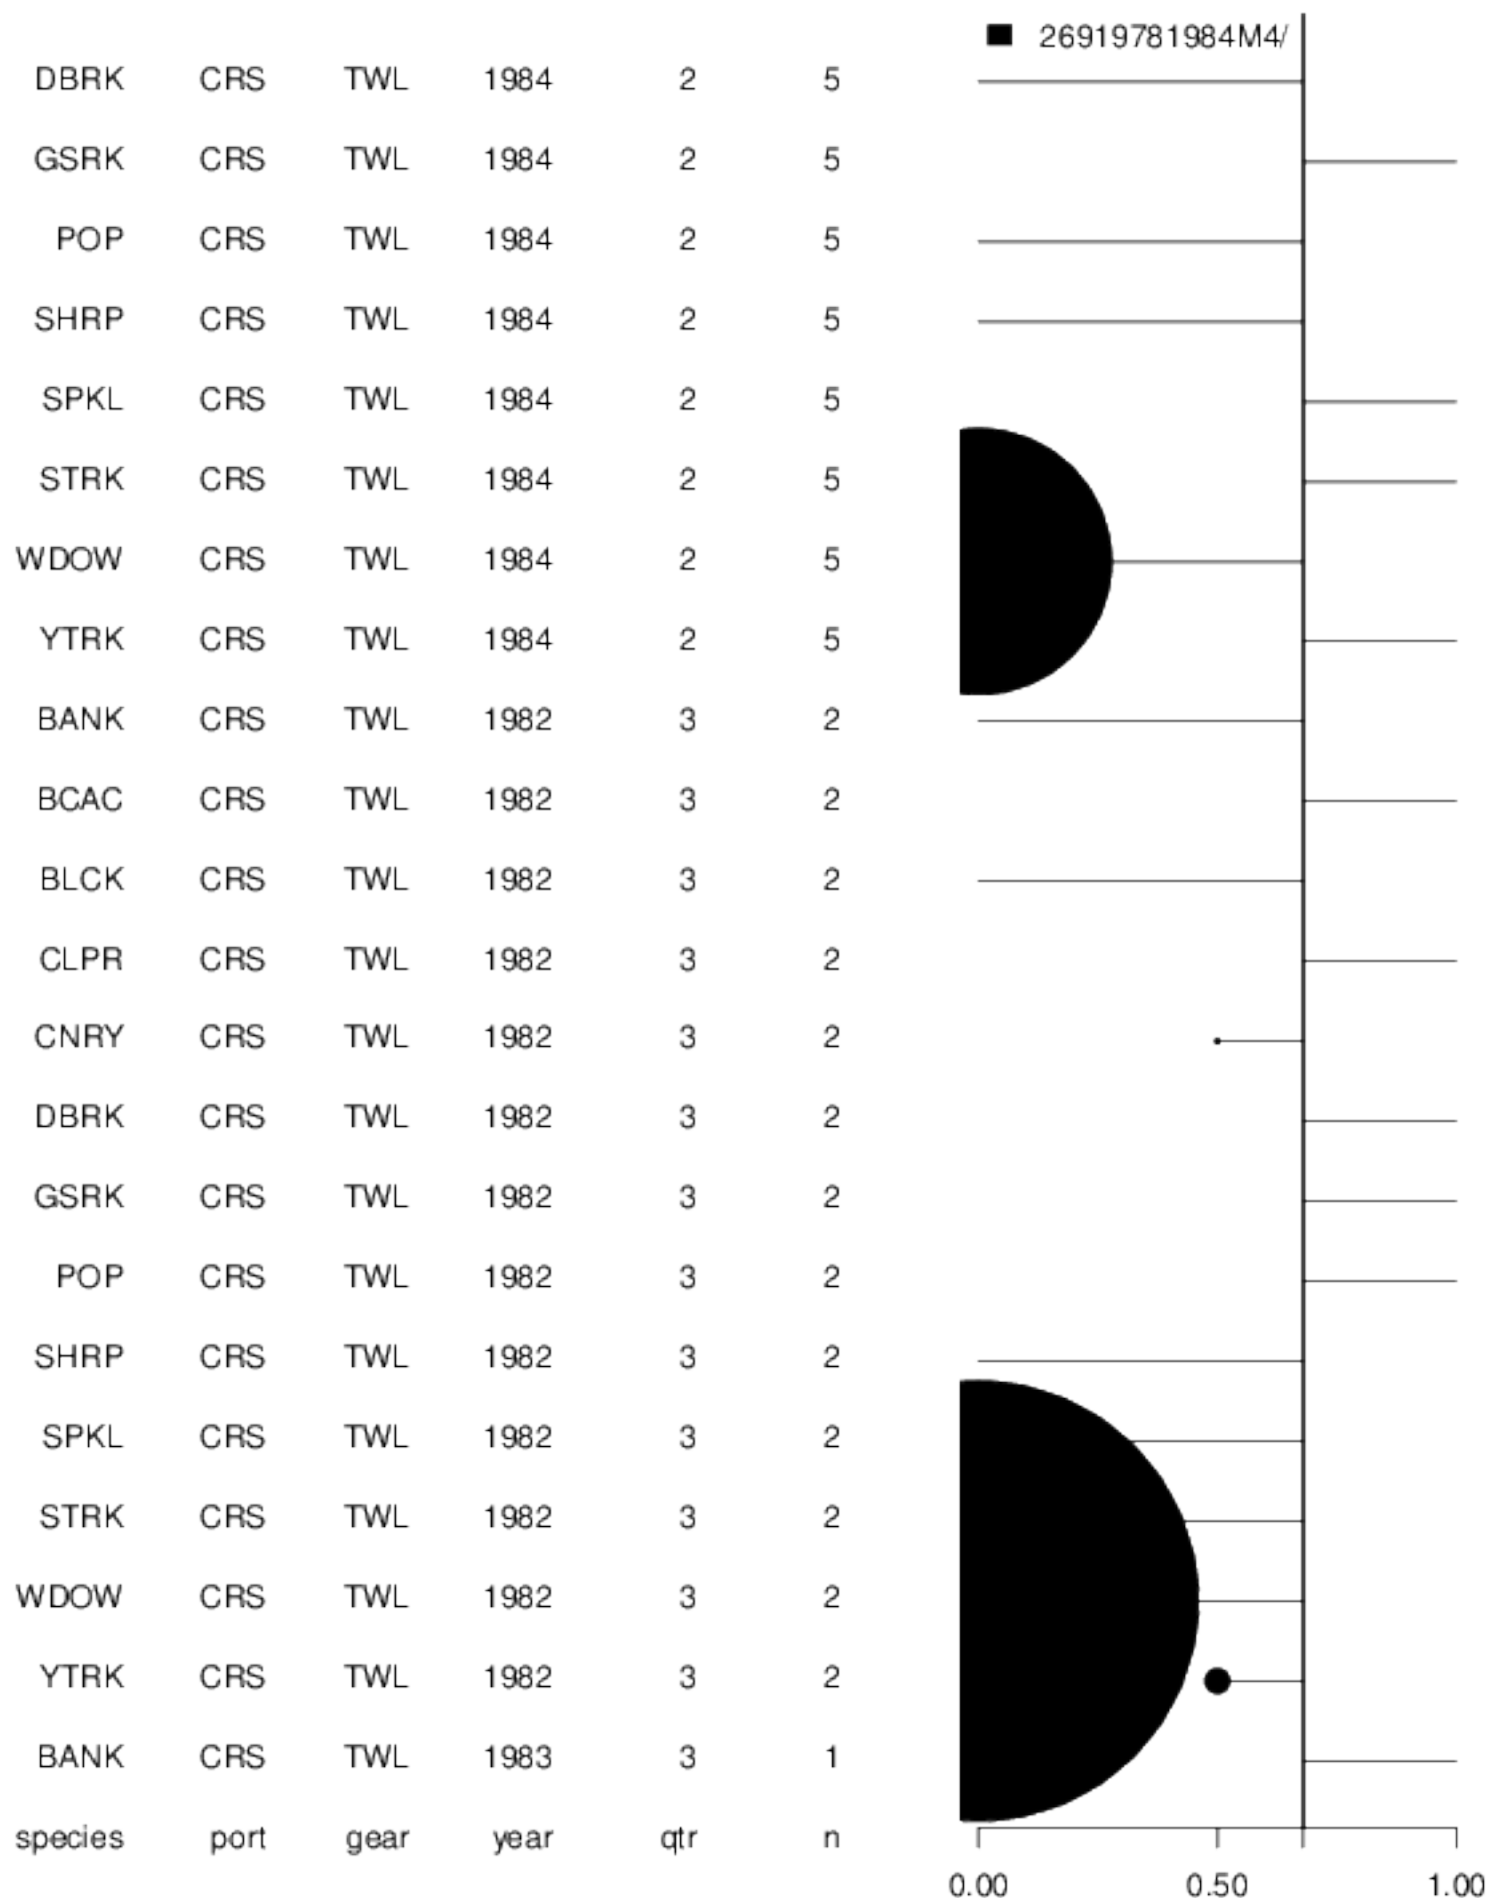 26919781984M4/
DBRK CRS TWL 1984 2 5
GSRK CRS TWL 1984 2 5
POP CRS TWL 1984 2 5
SHRP CRS TWL 1984 2 5
SPKL CRS TWL 1984 2 5
STRK CRS TWL 1984 2 5
WDOW CRS TWL 1984 2 5
YTRK CRS TWL 1984 2 5
BANK CRS TWL 1982 3 2
BCAC CRS TWL 1982 3 2
BLCK CRS TWL 1982 3 2
CLPR CRS TWL 1982 3 2
CNRY CRS TWL 1982 3 2
DBRK CRS TWL 1982 3 2
GSRK CRS TWL 1982 3 2
POP CRS TWL 1982 3 2
SHRP CRS TWL 1982 3 2
SPKL CRS TWL 1982 3 2
STRK CRS TWL 1982 3 2
WDOW CRS TWL 1982 3 2
YTRK CRS TWL 1982 3 2
BANK CRS TWL 1983 3 1
species port gear year qtr n
0.00 0.50 1.00